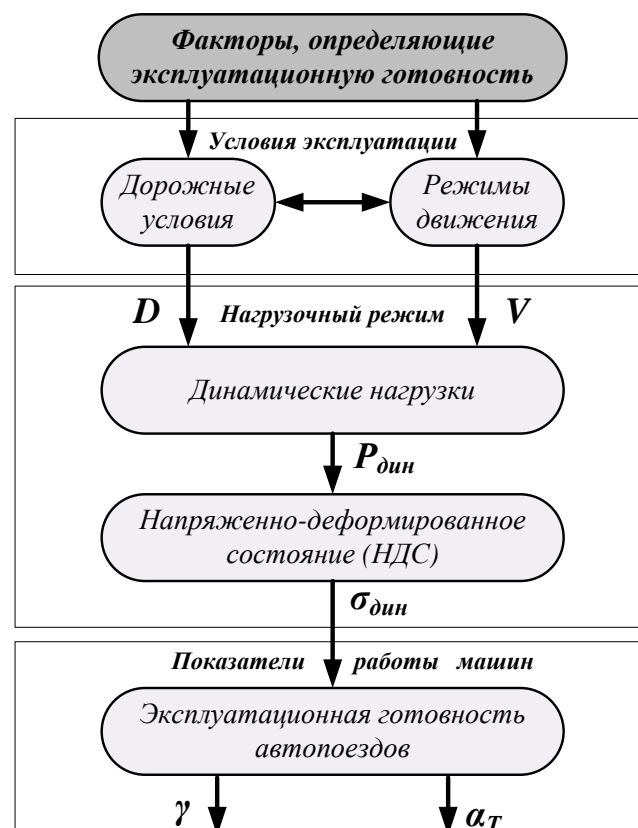 Факторы, определяющие
эксплуатационную готовность
Условия эксплуатации
Дорожные
условия
Режимы
движения
D
Нагрузочный режим
V
Динамические нагрузки
Pдин
Напряженно-деформированное
состояние (НДС)
σдин
Показатели работы машин
Эксплуатационная готовность
автопоездов
γ
αT